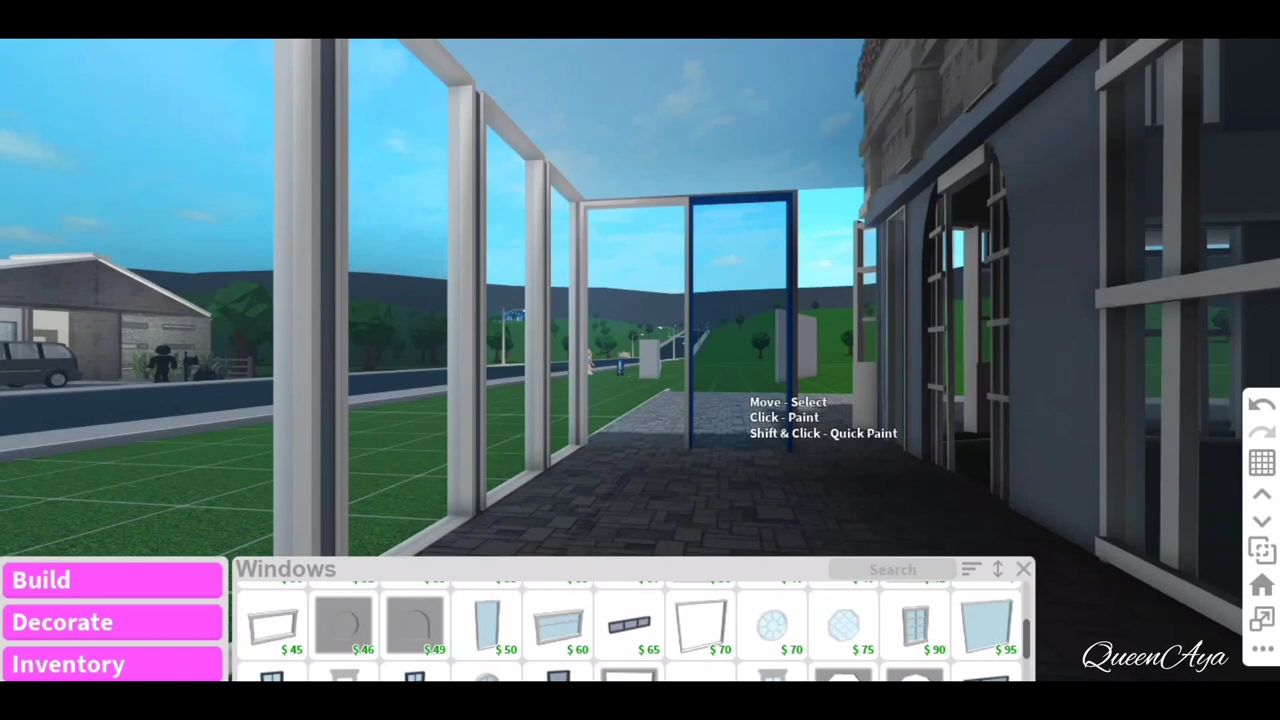 Move - Select
Click - Paint
Shift & Click - Quick Paint
Build
Decorate
Inventory
Windows
Search
$ 45
$ 46
$ 49
$ 50
$ 60
$ 65
$ 70
$ 70
$ 75
$ 90
$ 95
QueenAya